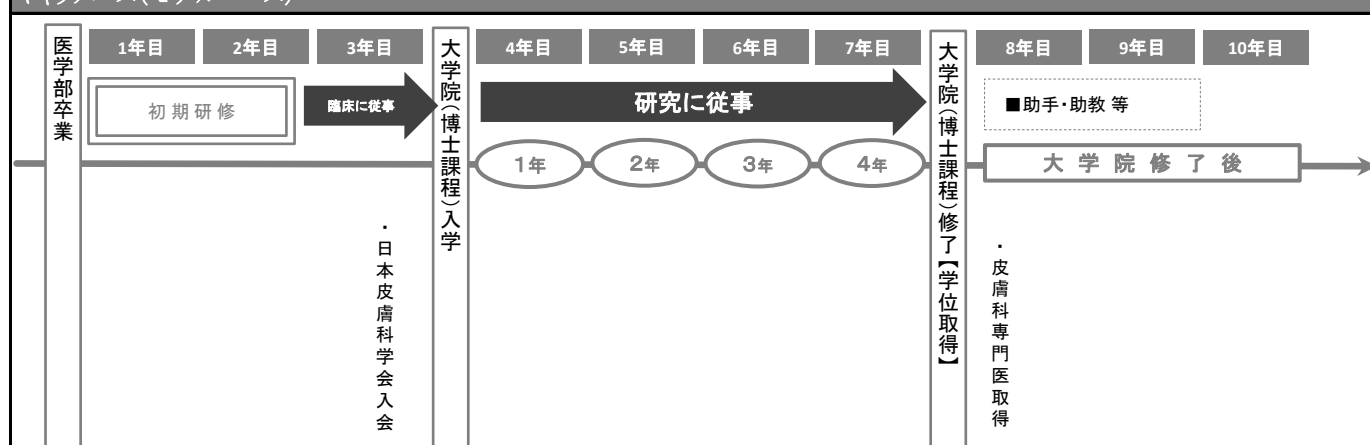 医学部卒業
1年目
2年目
3年目
初期研修
臨床に従事
・日本皮膚科学会入会
大学院(博士課程)入学
4年目
5年目
6年目
7年目
研究に従事
1年
2年
3年
4年
大学院(博士課程)修了【学位取得】
8年目
9年目
10年目
■助手・助教 等
大学院修了後
・皮膚科専門医取得